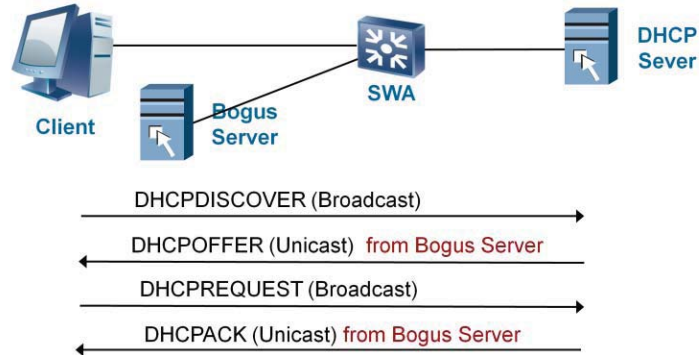 DHCP
Sever
SWA
Client
Bogus
Server
DHCPDISCOVER (Broadcast)
DHCPOFFER (Unicast) from Bogus Server
DHCPREQUEST (Broadcast)
DHCPACK (Unicast) from Bogus Server